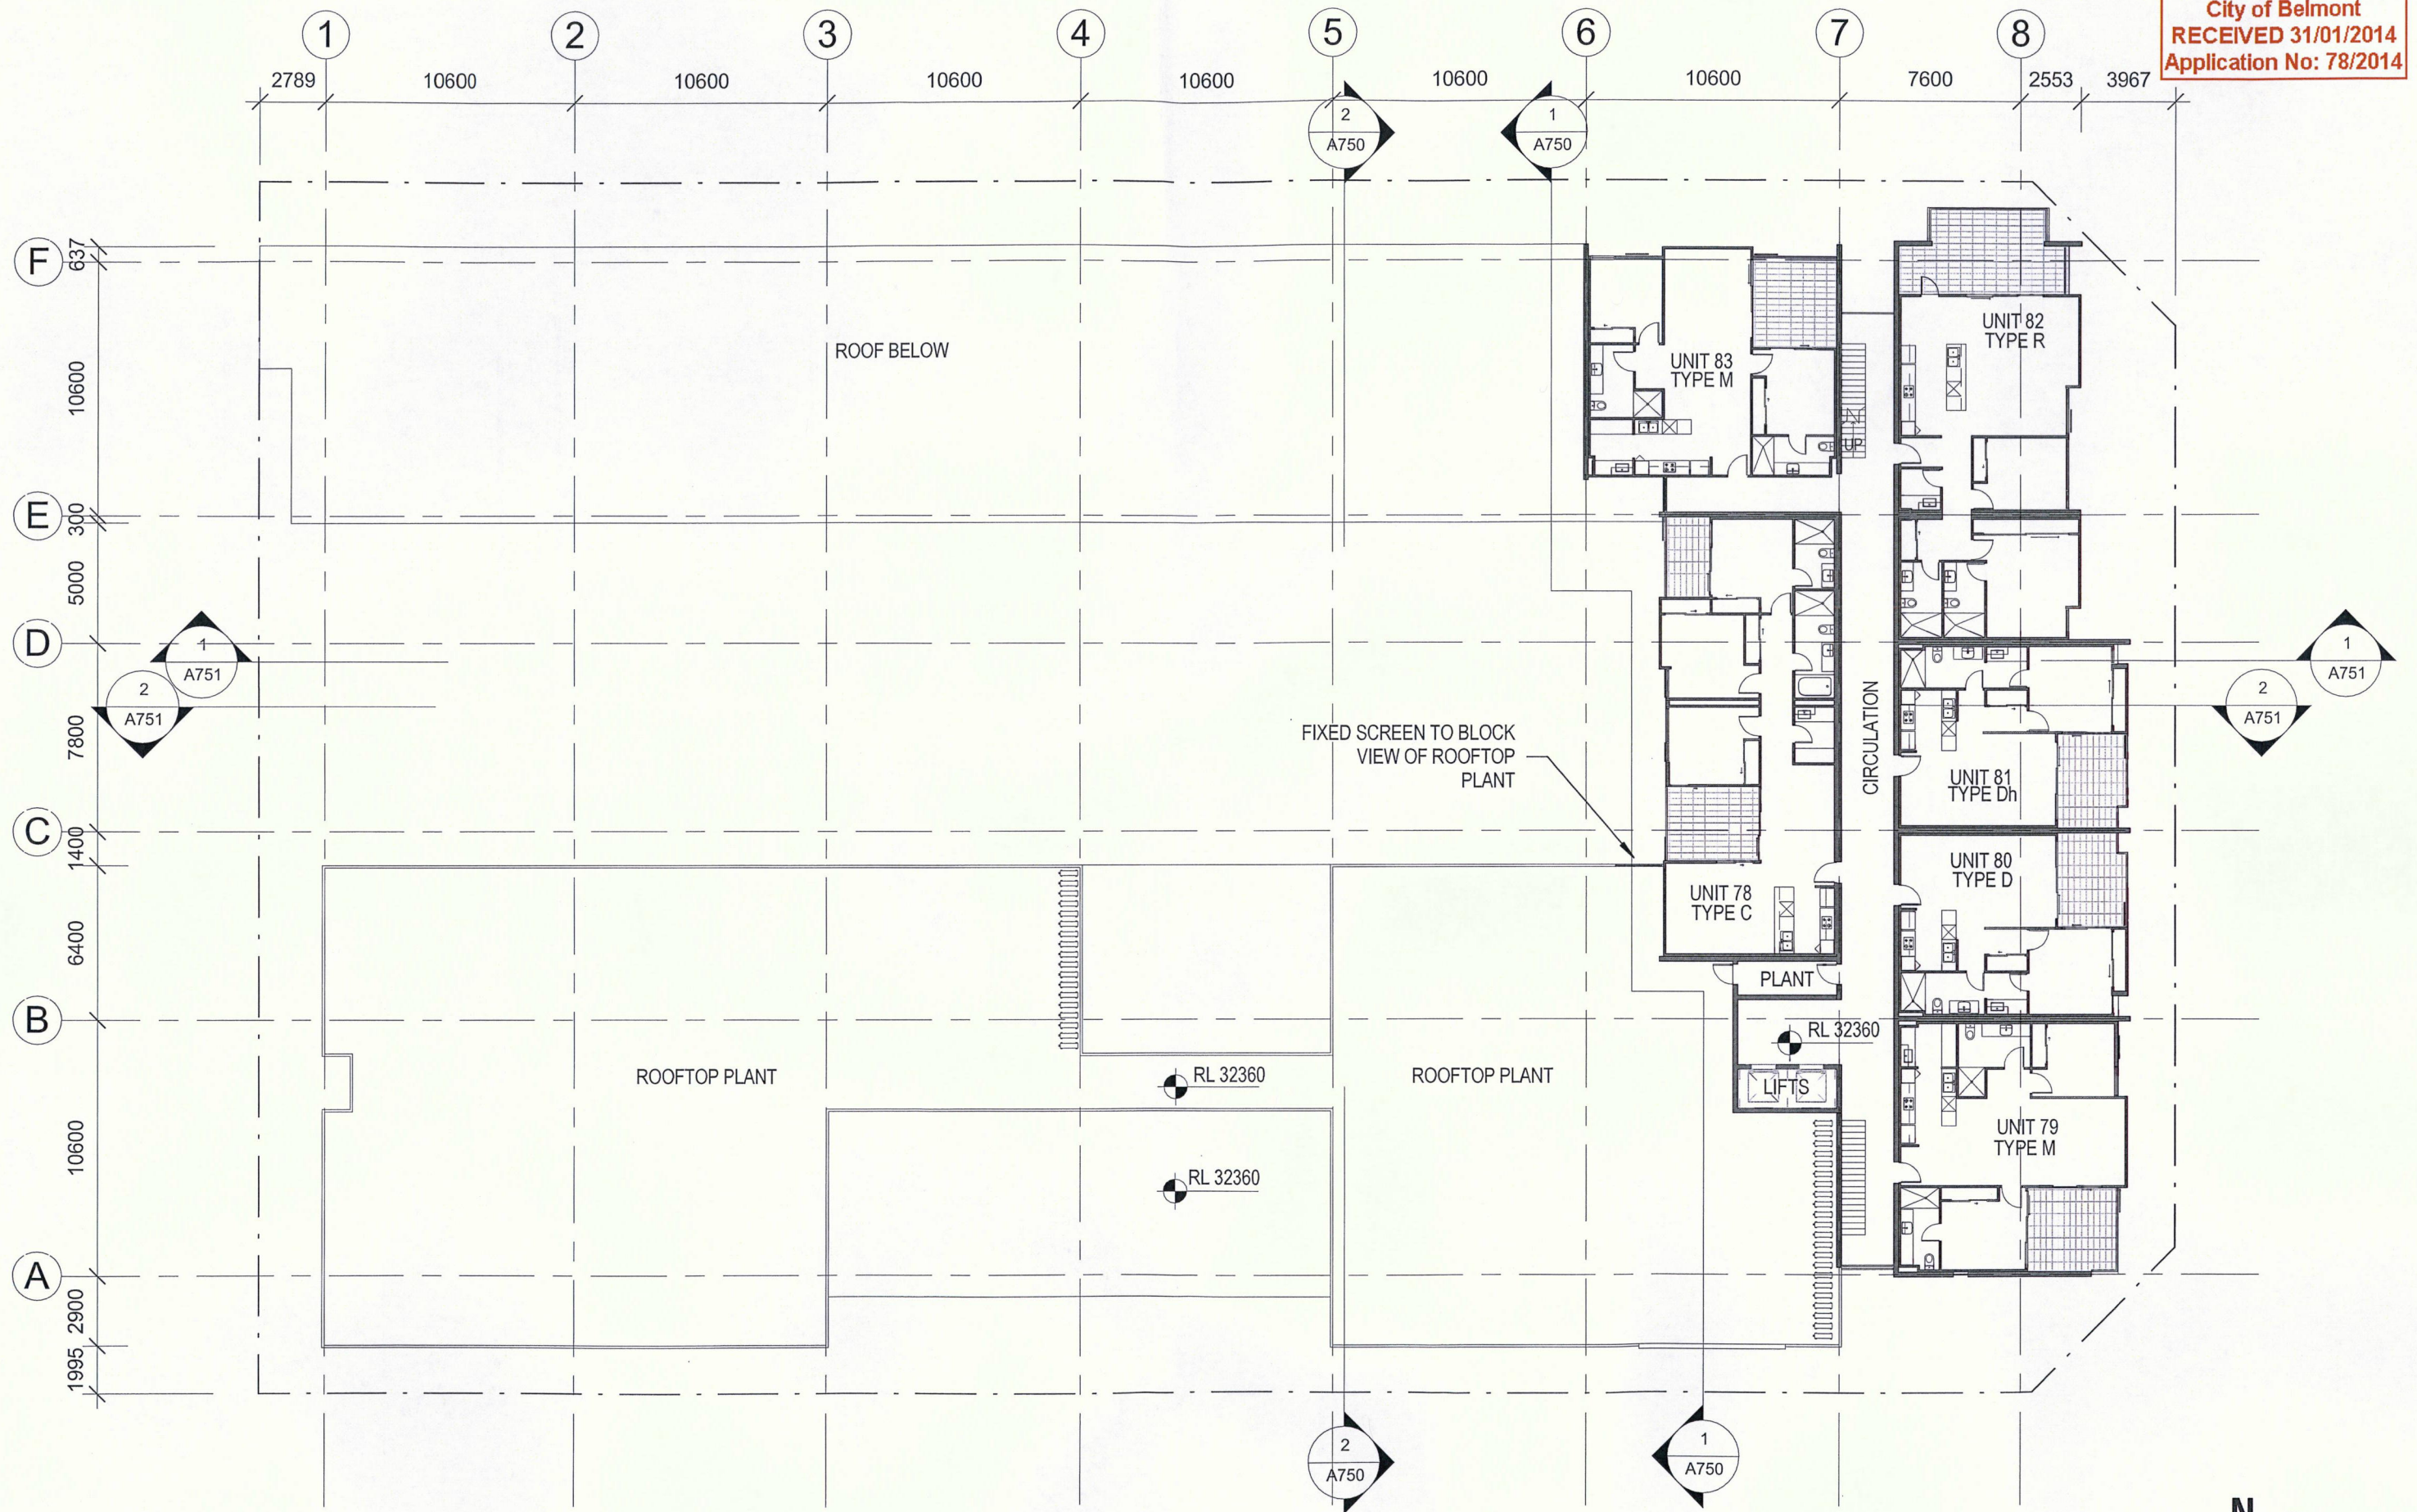 City of Belmont
RECEIVED 31/01/2014
Application No: 78/2014
1
2
3
4
5
6
7
8
2789
10600
10600
10600
10600
10600
10600
7600
2553
3967
2
A750
1
A750
F
637
10600
E
300
5000
D
7800
C
1400
6400
B
10600
A
2900
1995
ROOF BELOW
UNIT 83
TYPE M
UP
UNIT 82
TYPE R
1
A751
2
A751
1
A751
2
A751
FIXED SCREEN TO BLOCK
VIEW OF ROOFTOP
PLANT
CIRCULATION
UNIT 81
TYPE Dh
UNIT 80
TYPE D
UNIT 78
TYPE C
PLANT
RL 32360
LIFTS
ROOFTOP PLANT
RL 32360
ROOFTOP PLANT
RL 32360
UNIT 79
TYPE M
2
A750
1
A750
N